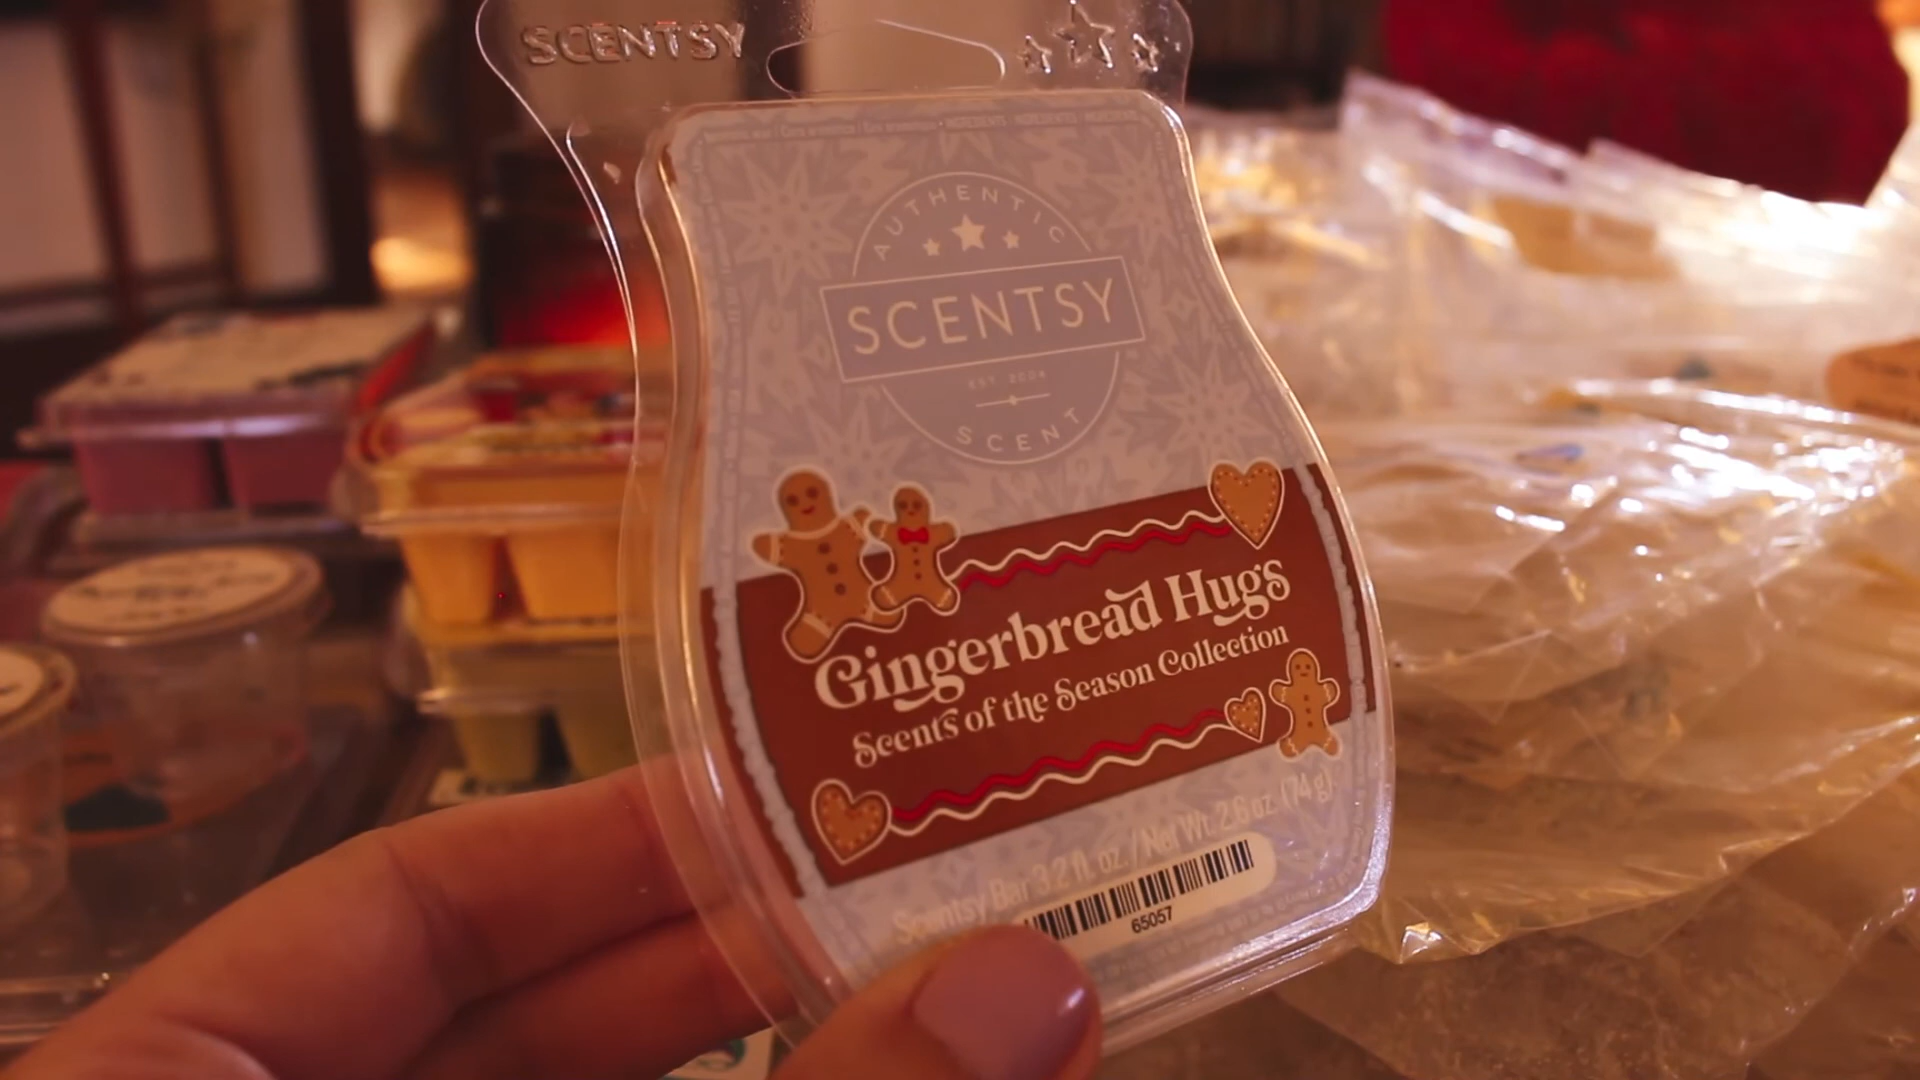 SCENTSY
AUTHENTIC
SCENTSY
EST. 2004
SCENT
Gingerbread Hugs
Scents of the Season Collection
Scentsy Bar 3.2 fl. oz. / Net Wt. 2.6 oz. (74 g)
65057